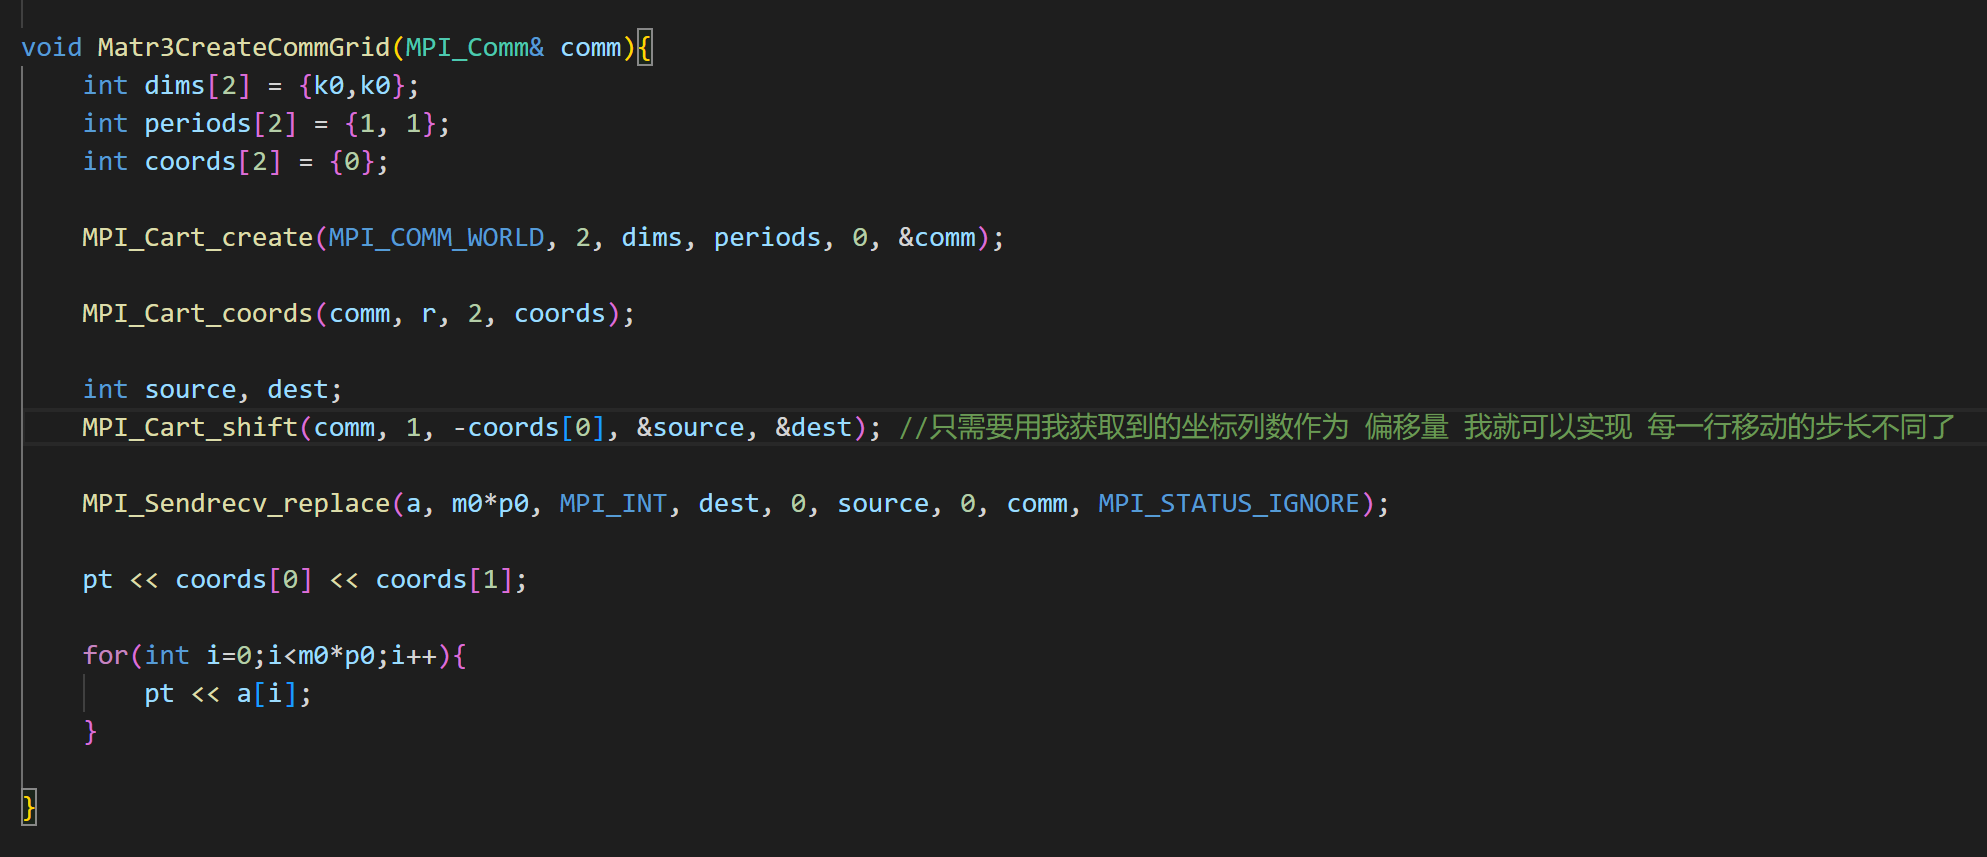 void Matr3CreateCommGrid(MPI_Comm& comm){
    int dims[2] = {k0,k0};
    int periods[2] = {1, 1};
    int coords[2] = {0};
    MPI_Cart_create(MPI_COMM_WORLD, 2, dims, periods, 0, &comm);
    MPI_Cart_coords(comm, r, 2, coords);
    int source, dest;
    MPI_Cart_shift(comm, 1, -coords[0], &source, &dest); //只需要用我获取到的坐标列数作为 偏移量 我就可以实现 每一行移动的步长不同了
    MPI_Sendrecv_replace(a, m0*p0, MPI_INT, dest, 0, source, 0, comm, MPI_STATUS_IGNORE);
    pt << coords[0] << coords[1];
    for(int i=0;i<m0*p0;i++){
        pt << a[i];
    }
}